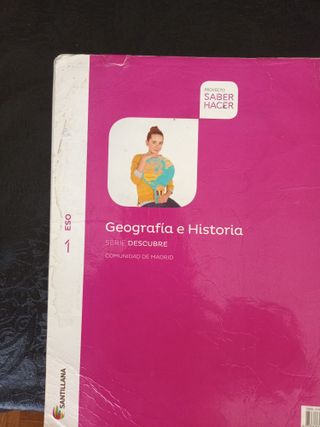 PROYECTO
SABER
HACER
Geografía e Historia
SERIE DESCUBRE
COMUNIDAD DE MADRID
ESO
1
SANTILLANA